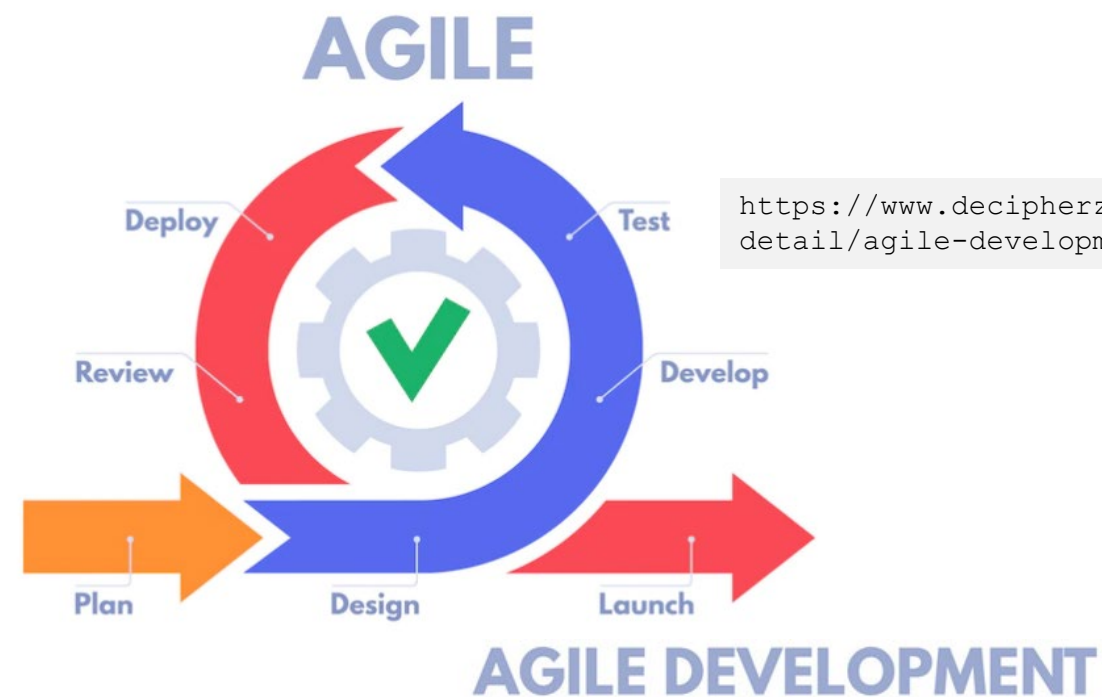 AGILE
Deploy
Test
https://www.decipherz
detail/agile-developm
Review
Develop
Plan
Design
Launch
AGILE DEVELOPMENT